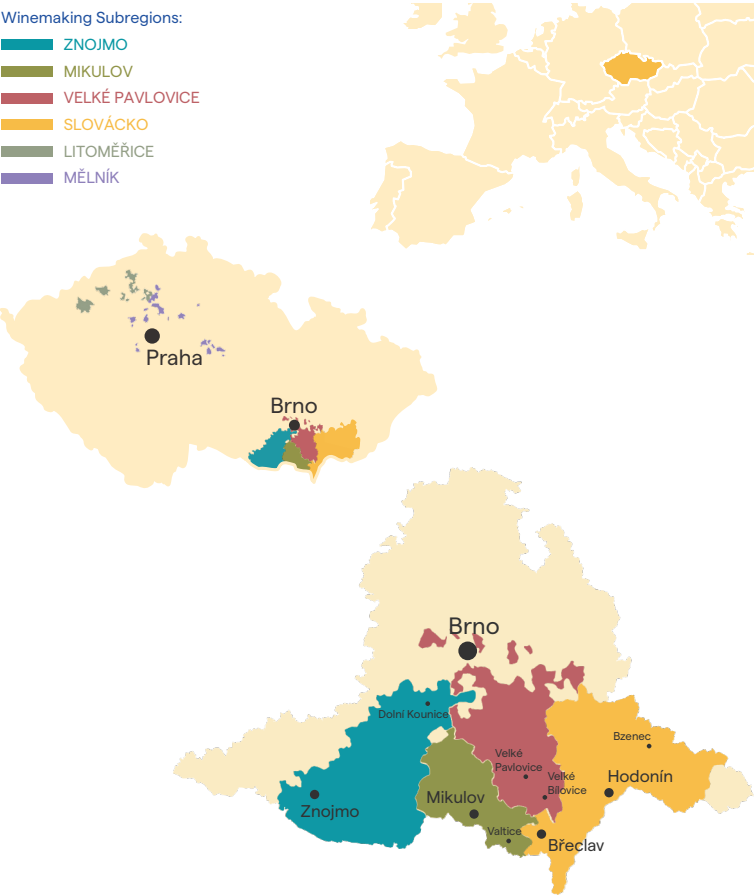 Winemaking Subregions:
ZNOJMO
MIKULOV
VELKÉ PAVLOVICE
SLOVÁCKO
LITOMĚŘICE
MĚLNÍK
Praha
Brno
Brno
Dolní Kounice
Bzenec
Velké
Pavlovice
Velké
Bílovice
Hodonín
Mikulov
Znojmo
Valtice
Břeclav